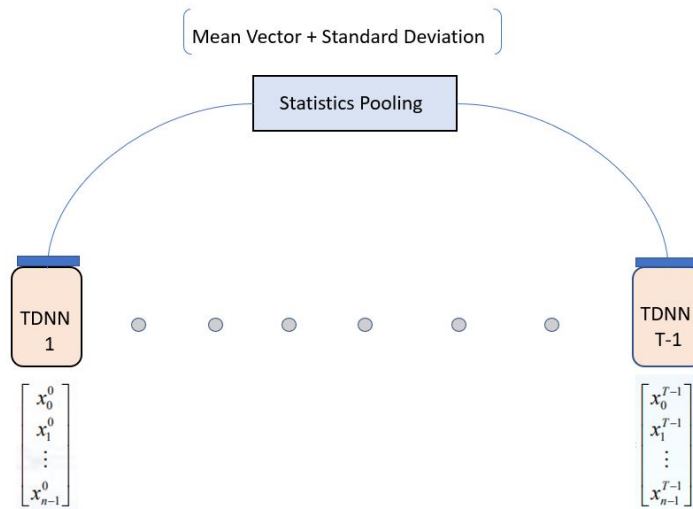 Mean Vector + Standard Deviation
Statistics Pooling
TDNN
1
TDNN
T-1
x_0^0
x_1^0
⋮
x_{n-1}^0
x_0^{T-1}
x_1^{T-1}
⋮
x_{n-1}^{T-1}